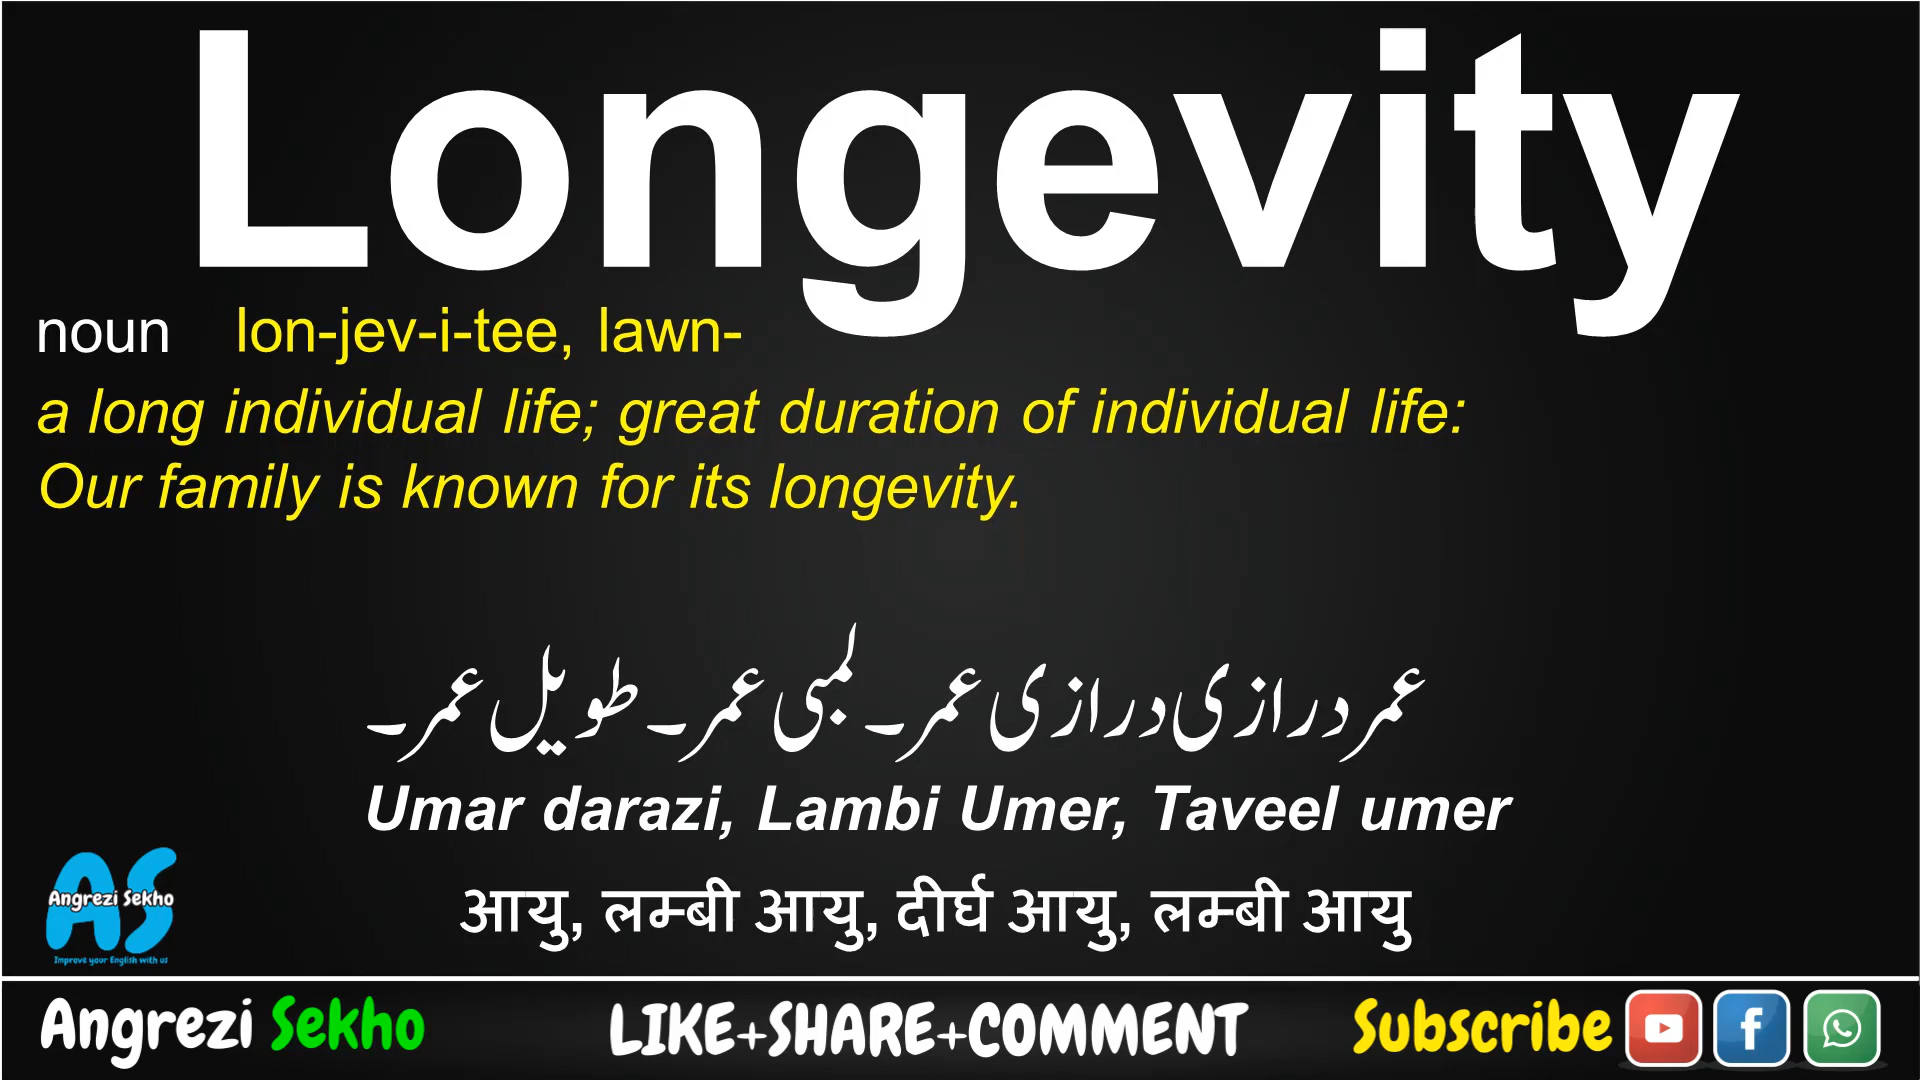 Longevity
noun lon-jev-i-tee, lawn-
a long individual life; great duration of individual life:
Our family is known for its longevity.
عمر درازی درازی عمر۔ لمبی عمر۔ طویل عمر۔
Umar darazi, Lambi Umer, Taveel umer
आयु, लम्बी आयु, दीर्घ आयु, लम्बी आयु
AS
Angrezi Sekho
Improve your English with us
Angrezi Sekho LIKE+SHARE+COMMENT Subscribe